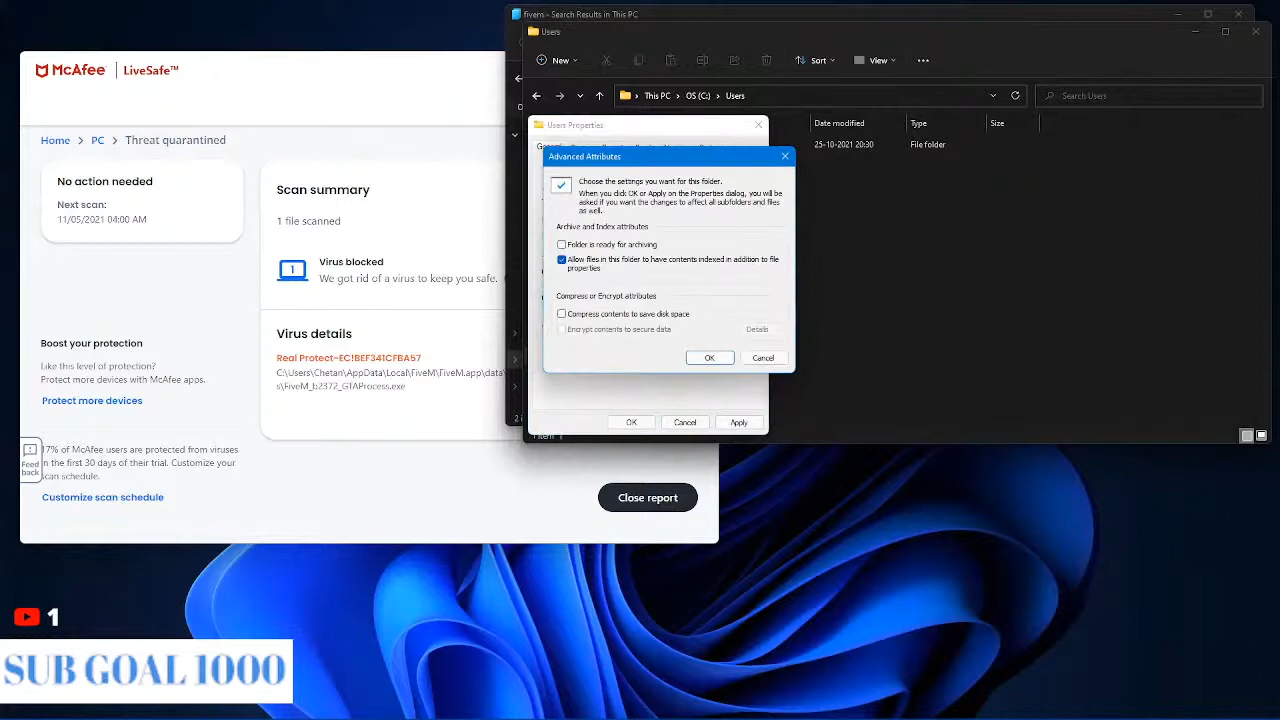 McAfee | LiveSafe™
Home > PC > Threat quarantined
No action needed
Next scan:
11/05/2021 04:00 AM
Boost your protection
Like this level of protection?
Protect more devices with McAfee apps.
Protect more devices
17% of McAfee users are protected from viruses
in the first 30 days of their trial. Customize your
scan schedule.
Customize scan schedule
Feed
back
Scan summary
1 file scanned
1
Virus blocked
We got rid of a virus to keep you safe.
Virus details
Real Protect-EC!BEF341CFBA57
C:\Users\Chetan\AppData\Local\FiveM\FiveM.app\data\
s\FiveM_b2372_GTAProcess.exe
Close report
fivem - Search Results in This PC
Users
New
Sort
View
This PC > OS (C:) > Users
Search Users
Date modified
Type
Size
25-10-2021 20:30
File folder
Users Properties
Advanced Attributes
Choose the settings you want for this folder.
When you click OK or Apply on the Properties dialog, you will be
asked if you want the changes to affect all subfolders and files
as well.
Archive and Index attributes
Folder is ready for archiving
Allow files in this folder to have contents indexed in addition to file
properties
Compress or Encrypt attributes
Compress contents to save disk space
Encrypt contents to secure data
Details
OK
Cancel
OK
Cancel
Apply
1
SUB GOAL 1000